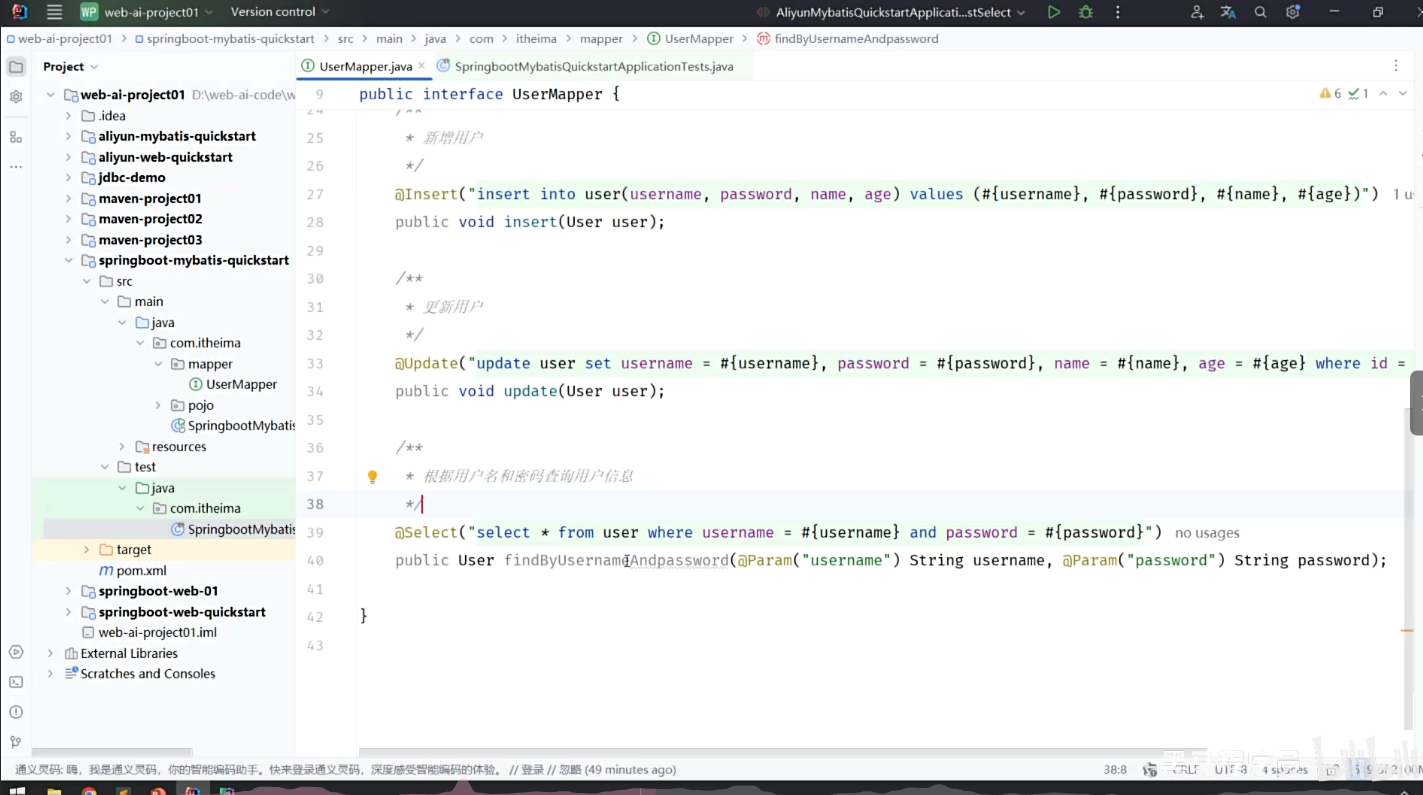 WP web-ai-project01 Version control AliyunMybatisQuickstartApplicati...stSelect
web-ai-project01 > springboot-mybatis-quickstart > src > main > java > com > itheima > mapper > UserMapper > findByUsernameAndpassword
Project
UserMapper.java SpringbootMybatisQuickstartApplicationTests.java
web-ai-project01 D:\web-ai-code\w
.idea
aliyun-mybatis-quickstart
aliyun-web-quickstart
jdbc-demo
maven-project01
maven-project02
maven-project03
springboot-mybatis-quickstart
src
main
java
com.itheima
mapper
UserMapper
pojo
SpringbootMybatis
resources
test
java
com.itheima
SpringbootMybatis
target
pom.xml
springboot-web-01
springboot-web-quickstart
web-ai-project01.iml
External Libraries
Scratches and Consoles
9 public interface UserMapper { 6 1
24 /**
25 * 新增用户
26 */
27 @Insert("insert into user(username, password, name, age) values (#{username}, #{password}, #{name}, #{age})") 1 u
28 public void insert(User user);
29
30 /**
31 * 更新用户
32 */
33 @Update("update user set username = #{username}, password = #{password}, name = #{name}, age = #{age} where id =
34 public void update(User user);
35
36 /**
37 * 根据用户名和密码查询用户信息
38 */
39 @Select("select * from user where username = #{username} and password = #{password}") no usages
40 public User findByUsernameAndpassword(@Param("username") String username, @Param("password") String password);
41
42 }
43
通义灵码: 嗨，我是通义灵码，你的智能编码助手。快来登录通义灵码，深度感受智能编码的体验。 // 登录 // 忽略 (49 minutes ago) 38:8 CRLF UTF-8 4 spaces